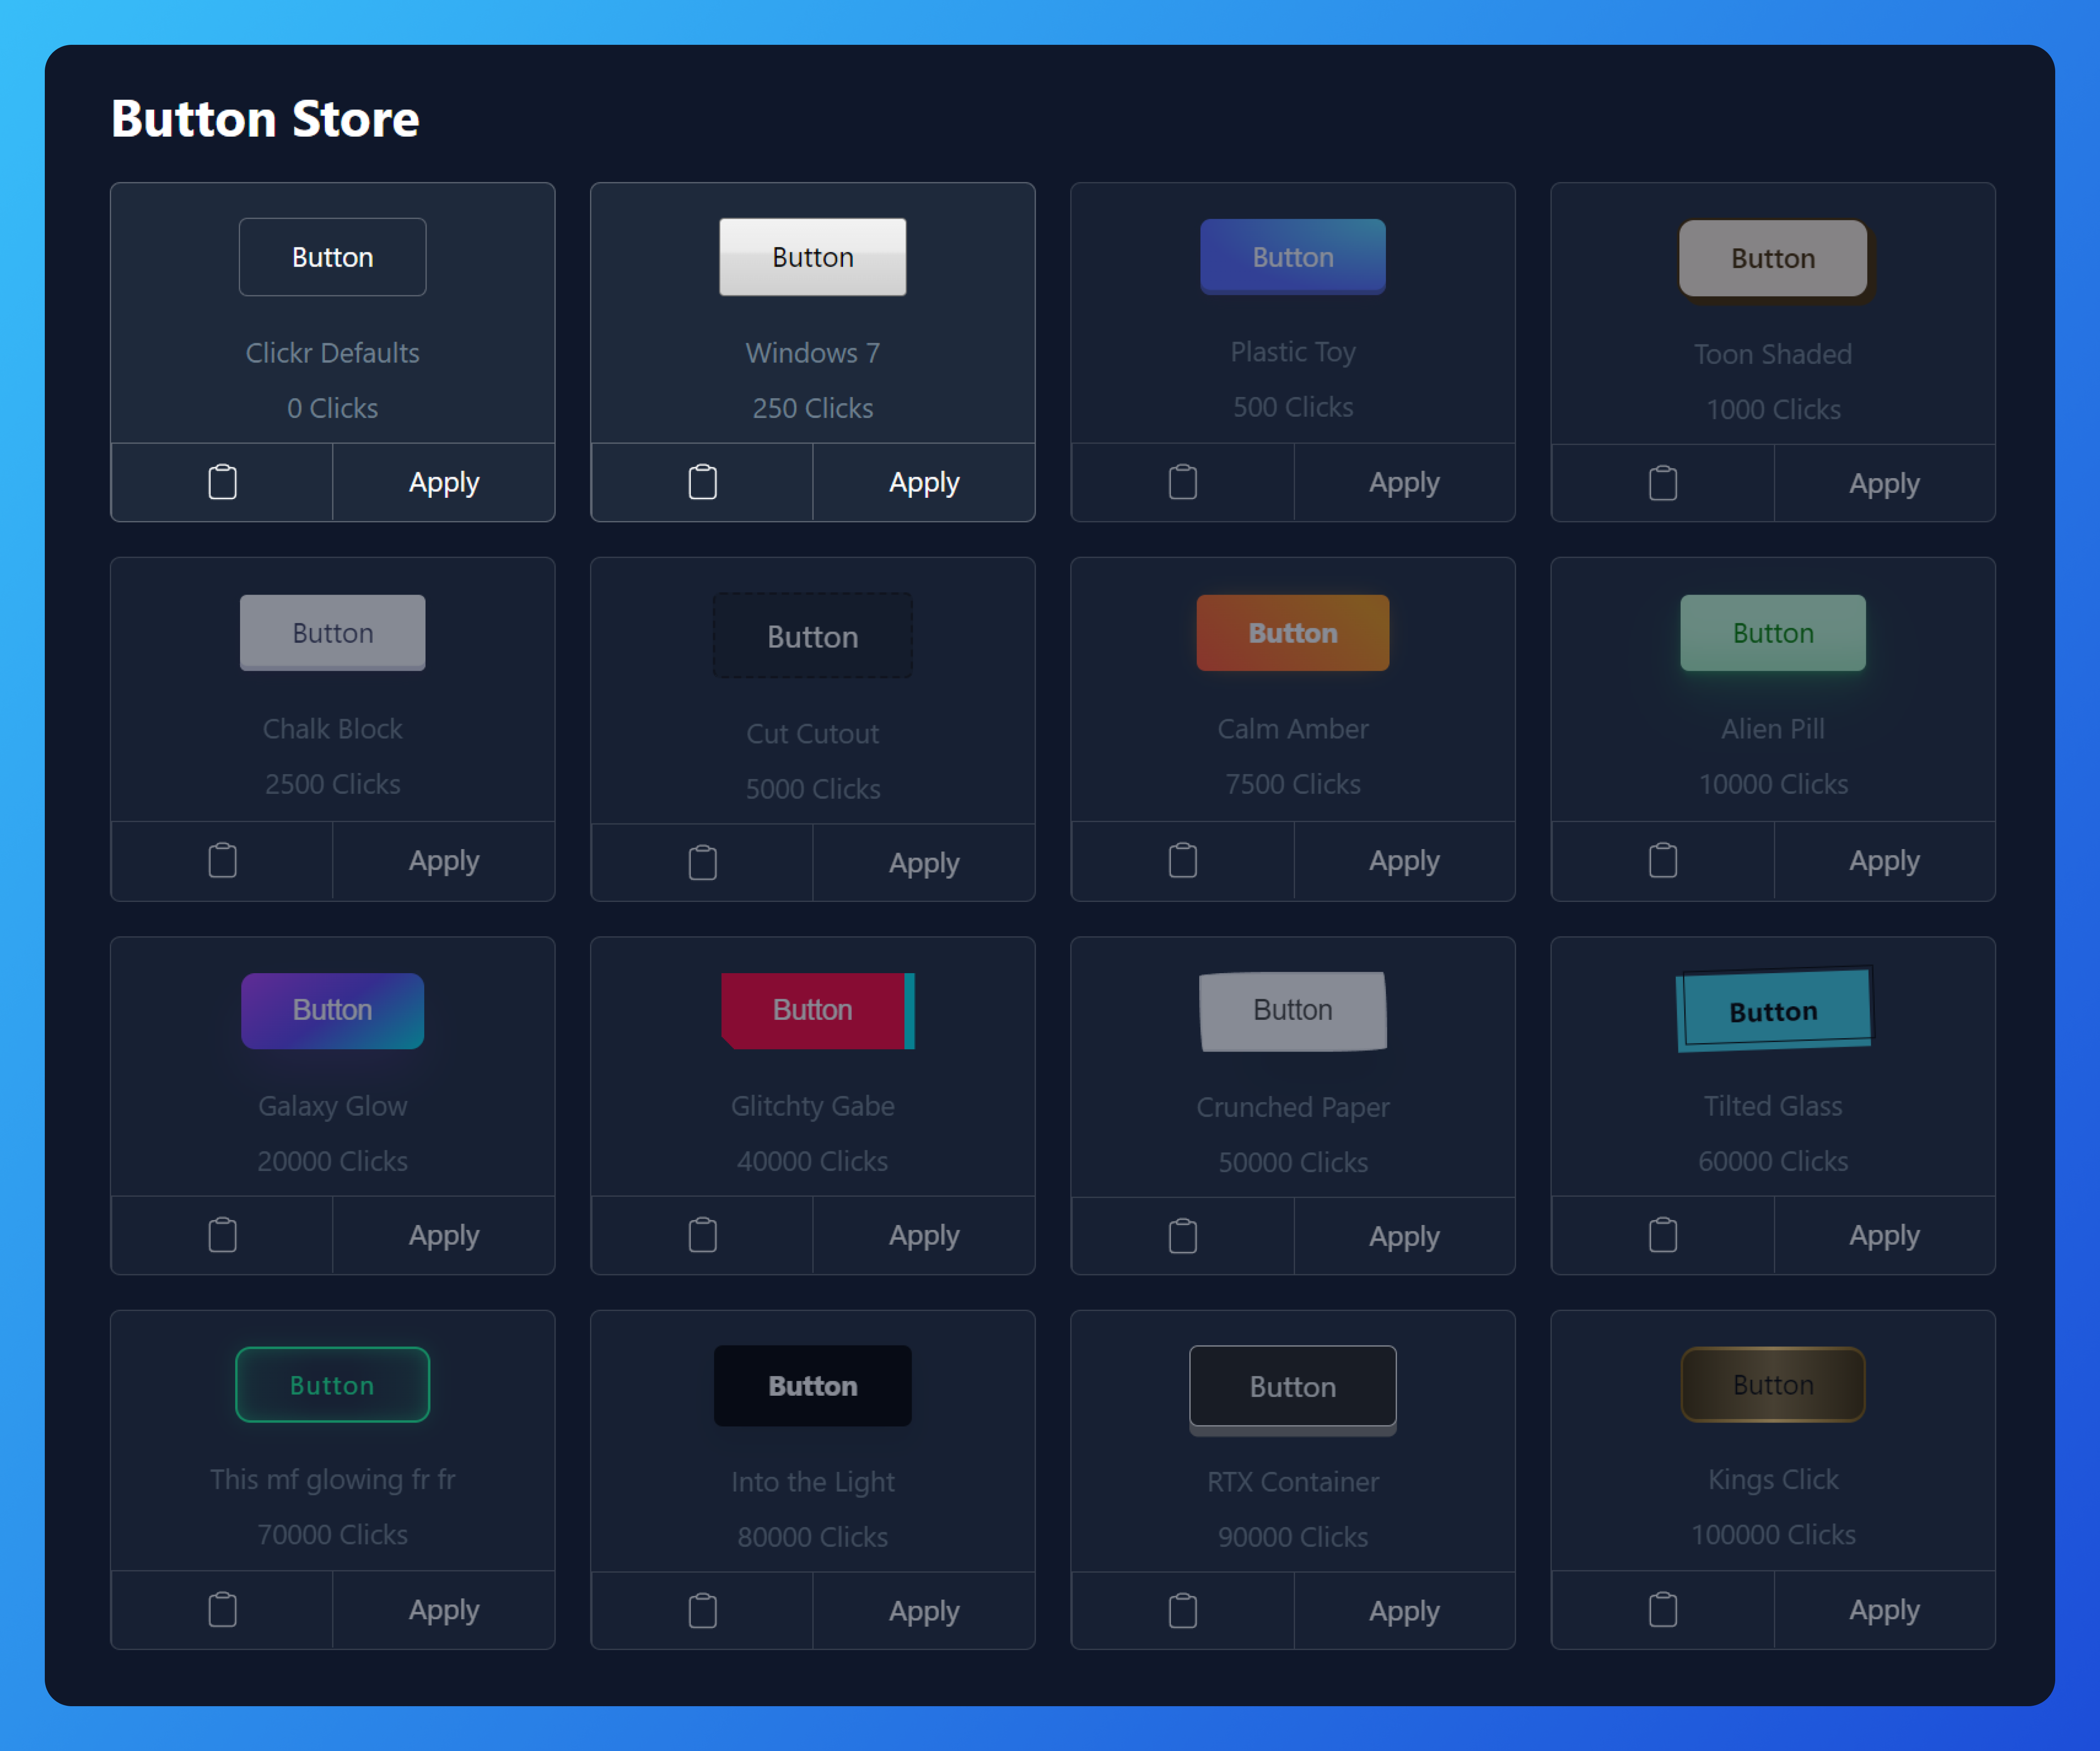 Button Store
Button
Clickr Defaults
0 Clicks
Apply
Button
Windows 7
250 Clicks
Apply
Button
Plastic Toy
500 Clicks
Apply
Button
Toon Shaded
1000 Clicks
Apply
Button
Chalk Block
2500 Clicks
Apply
Button
Cut Cutout
5000 Clicks
Apply
Button
Calm Amber
7500 Clicks
Apply
Button
Alien Pill
10000 Clicks
Apply
Button
Galaxy Glow
20000 Clicks
Apply
Button
Glitchty Gabe
40000 Clicks
Apply
Button
Crunched Paper
50000 Clicks
Apply
Button
Tilted Glass
60000 Clicks
Apply
Button
This mf glowing fr fr
70000 Clicks
Apply
Button
Into the Light
80000 Clicks
Apply
Button
RTX Container
90000 Clicks
Apply
Button
Kings Click
100000 Clicks
Apply